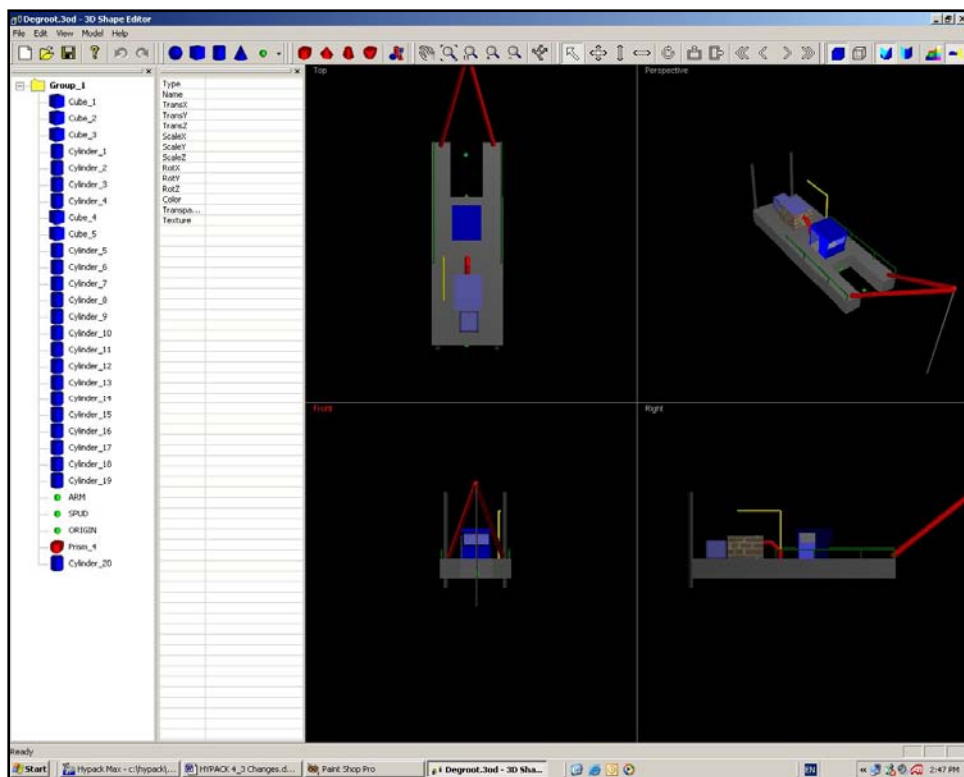 Degroot.3od - 3D Shape Editor
File Edit View Model Help
Group_1
Cube_1
Cube_2
Cube_3
Cylinder_1
Cylinder_2
Cylinder_3
Cylinder_4
Cube_4
Cube_5
Cylinder_5
Cylinder_6
Cylinder_7
Cylinder_8
Cylinder_9
Cylinder_10
Cylinder_11
Cylinder_12
Cylinder_13
Cylinder_14
Cylinder_15
Cylinder_16
Cylinder_17
Cylinder_18
Cylinder_19
ARM
SPUD
ORIGIN
Prism_4
Cylinder_20
Type
Name
TransX
TransY
TransZ
ScaleX
ScaleY
ScaleZ
RotX
RotY
RotZ
Color
Transpa...
Texture
Top
Perspective
Front
Right
Ready
Start
Hypack Max - c:\hypack\...
HYPACK 4_3 Changes.d...
Paint Shop Pro
Degroot.3od - 3D Sha...
EN
2:47 PM